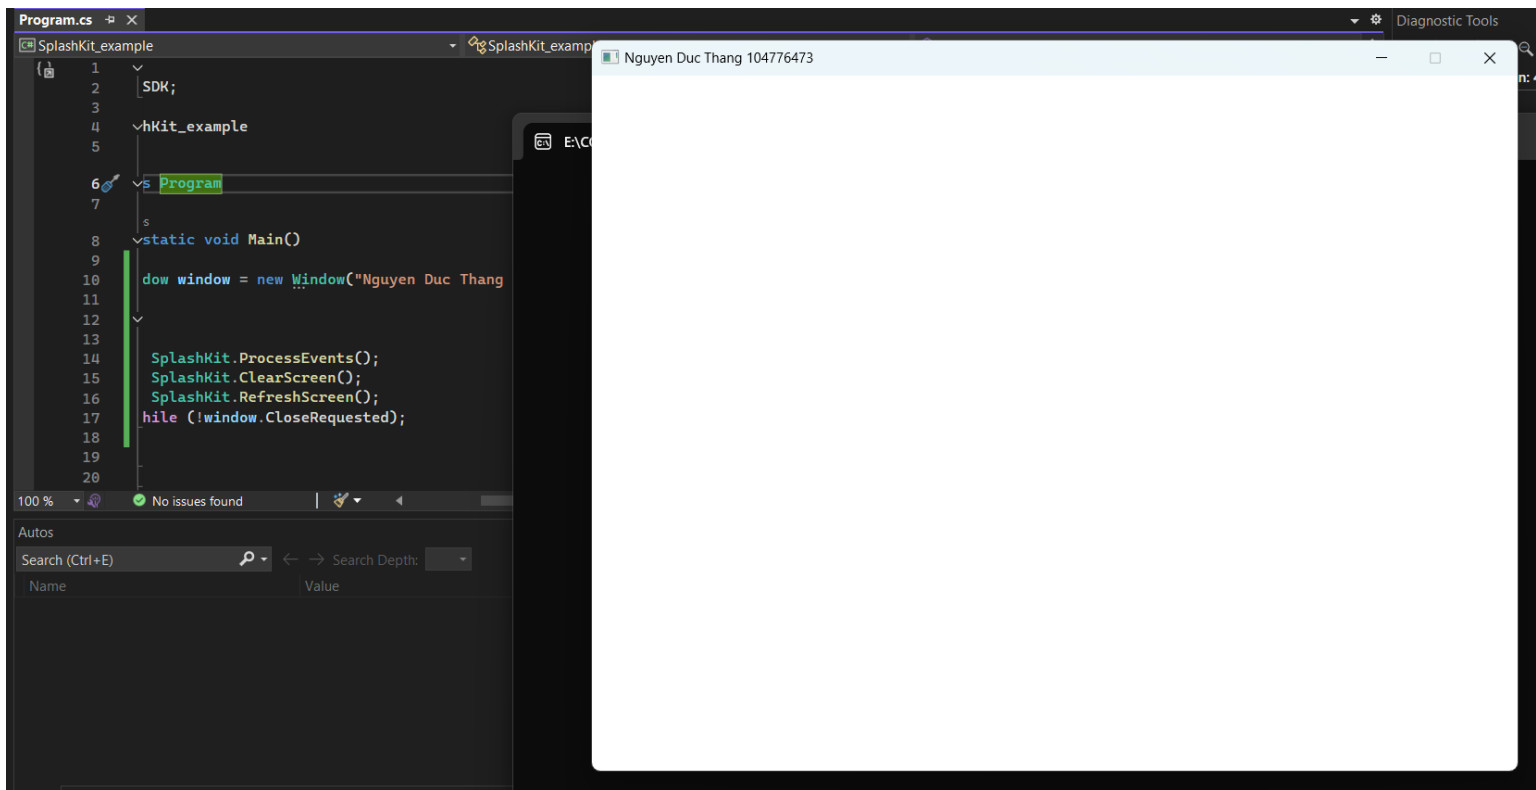 Program.cs
Diagnostic Tools
C# SplashKit_example
SplashKit_examp
n: 4
Nguyen Duc Thang 104776473
E:\C
1
2 SDK;
3
4 hKit_example
5
6 s Program
7
s
8 static void Main()
9
10 dow window = new Window("Nguyen Duc Thang
11
12
13
14 SplashKit.ProcessEvents();
15 SplashKit.ClearScreen();
16 SplashKit.RefreshScreen();
17 hile (!window.CloseRequested);
18
19
20
100 % No issues found
Autos
Search (Ctrl+E) Search Depth:
Name Value